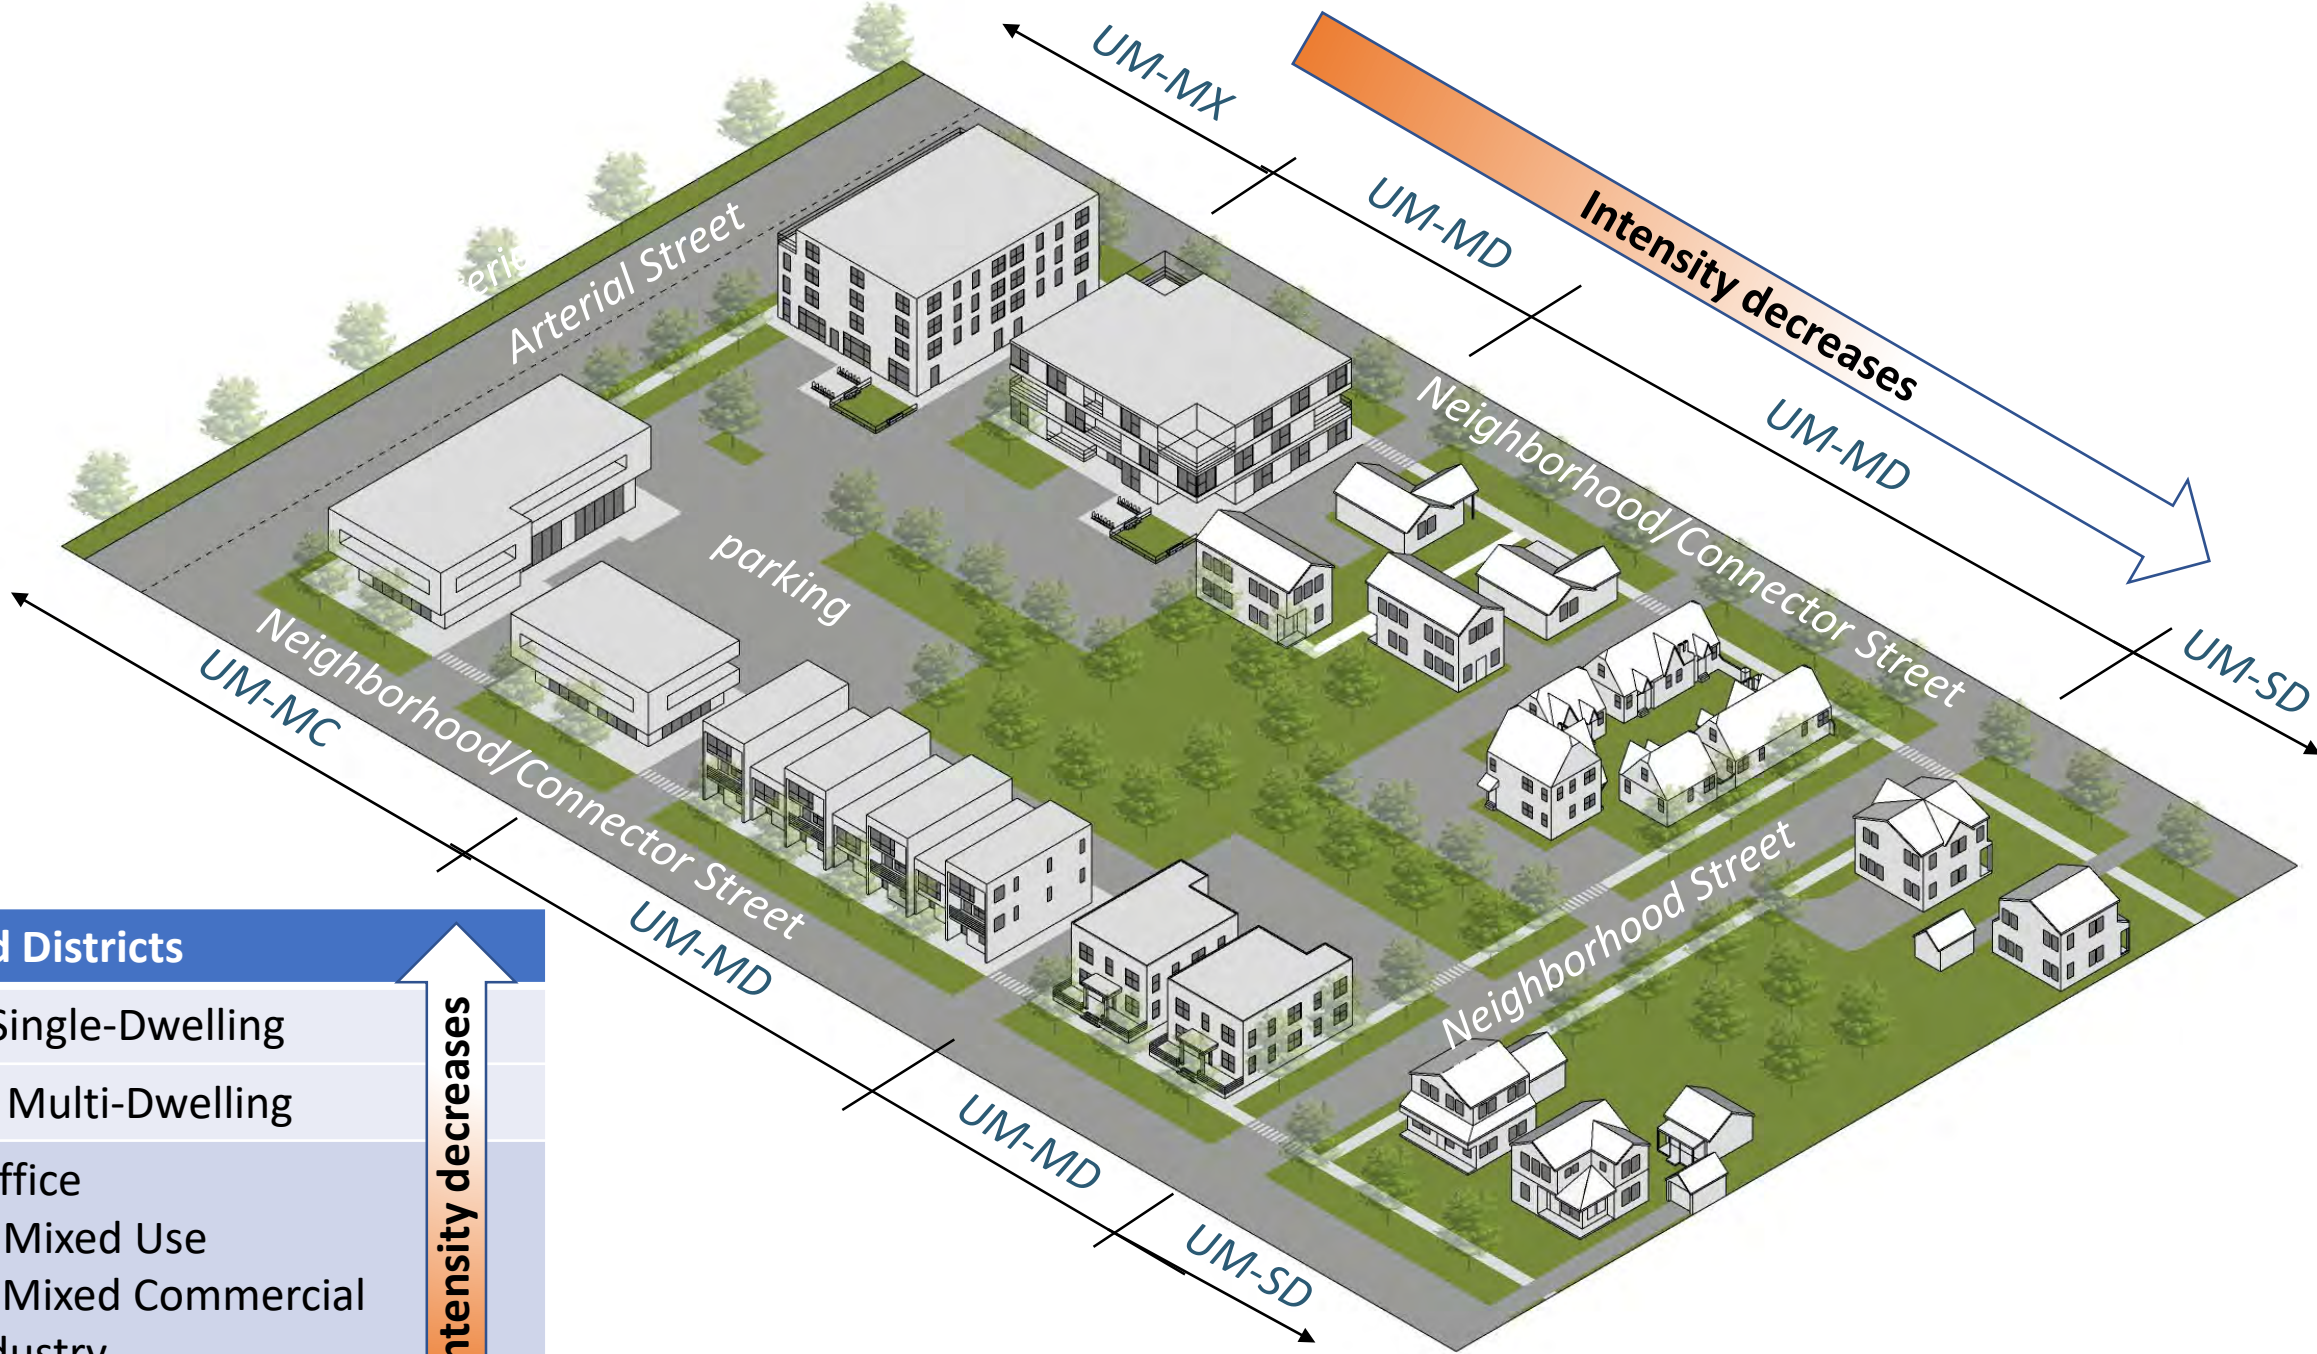 UM-MX
UM-MD
Intensity decreases
UM-MD
UM-SD
Arterial Street
Neighborhood/Connector Street
parking
Neighborhood/Connector Street
UM-MC
UM-MD
UM-MD
UM-SD
Neighborhood Street
Districts
Single-Dwelling
Multi-Dwelling
Mixed Use
Mixed Commercial
decreases